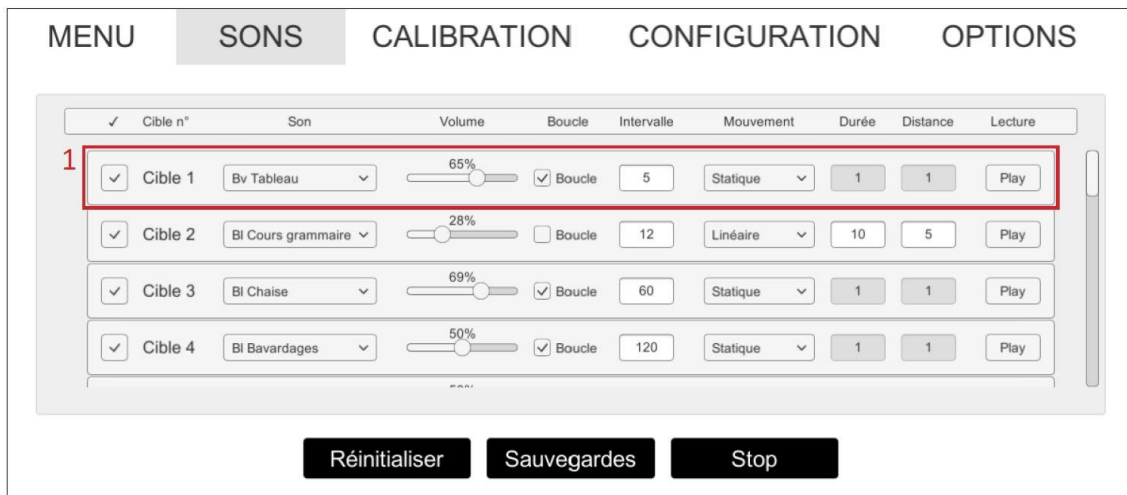 MENU SONS CALIBRATION CONFIGURATION OPTIONS
✓ Cible n° Son Volume Boucle Intervalle Mouvement Durée Distance Lecture
1
Cible 1 Bv Tableau 65% Boucle 5 Statique 1 1 Play
Cible 2 Bl Cours grammaire 28% Boucle 12 Linéaire 10 5 Play
Cible 3 Bl Chaise 69% Boucle 60 Statique 1 1 Play
Cible 4 Bl Bavardages 50% Boucle 120 Statique 1 1 Play
Réinitialiser Sauvegardes Stop